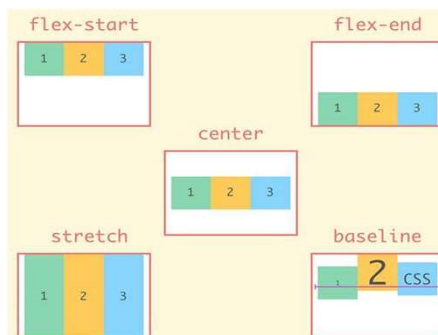 flex-start
1 2 3
flex-end
1 2 3
center
1 2 3
stretch
1 2 3
baseline
1 2 CSS